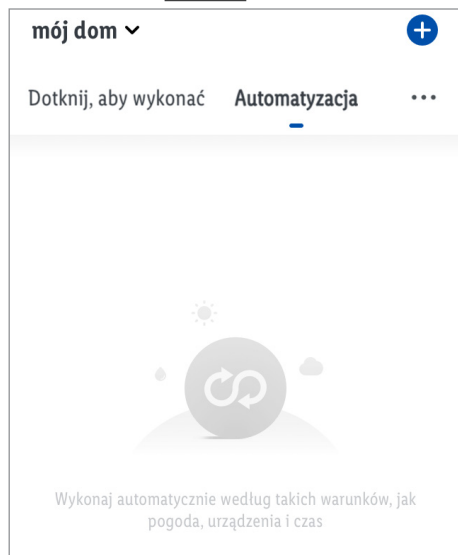 mój dom
Dotknij, aby wykonać Automatyzacja
Wykonaj automatycznie według takich warunków, jak
pogoda, urządzenia i czas